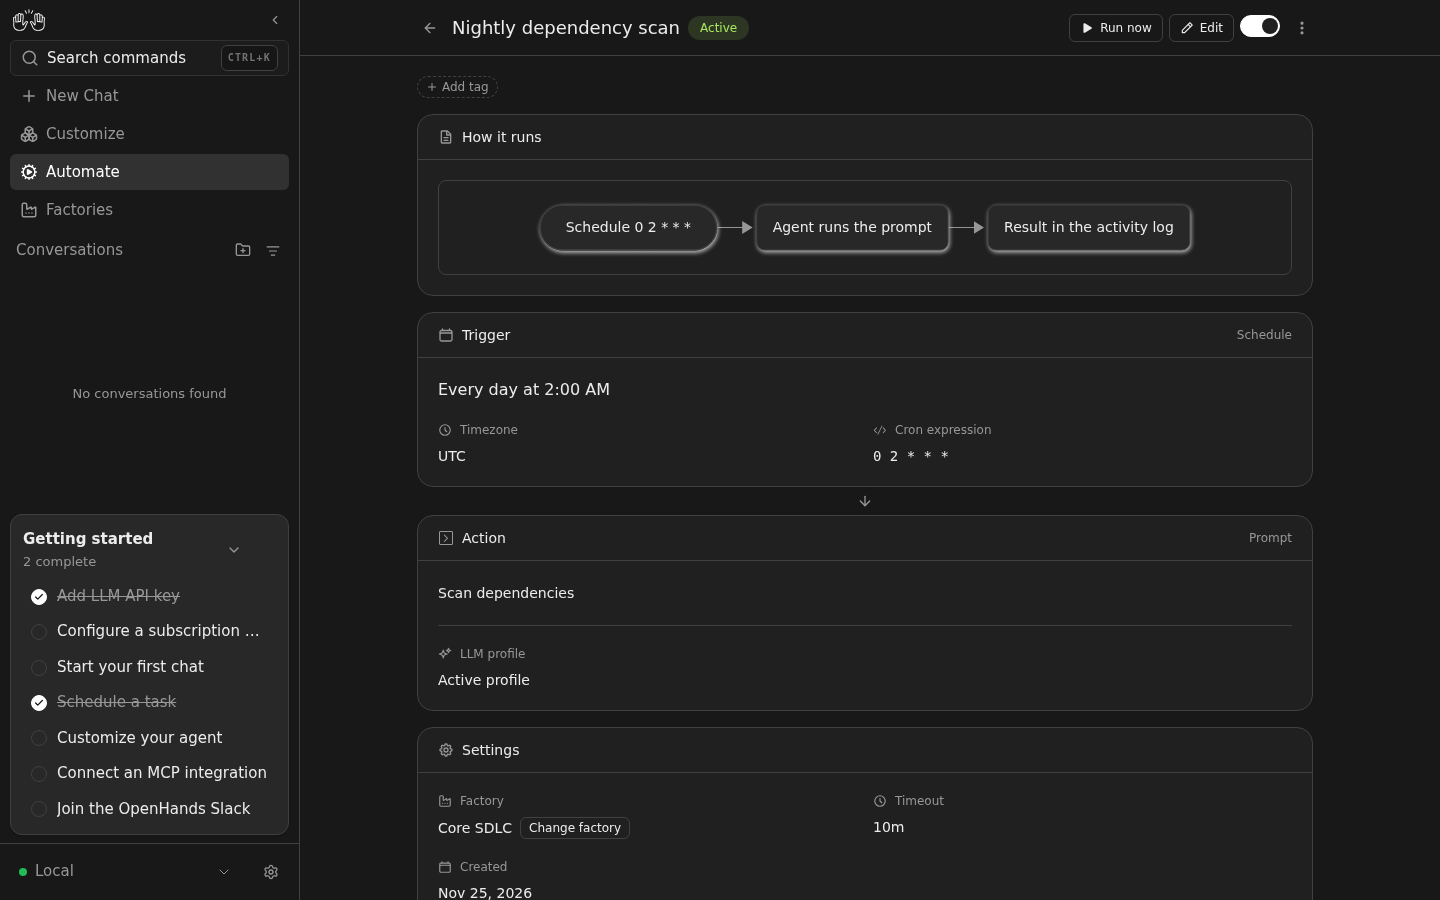 Search commands
CTRL+K
New Chat
Customize
Automate
Factories
Conversations
No conversations found
Getting started
2 complete
Add LLM API key
Configure a subscription ...
Start your first chat
Schedule a task
Customize your agent
Connect an MCP integration
Join the OpenHands Slack
Local
Nightly dependency scan
Active
Run now
Edit
Add tag
How it runs
Schedule 0 2 * * *
Agent runs the prompt
Result in the activity log
Trigger
Schedule
Every day at 2:00 AM
Timezone
UTC
Cron expression
0 2 * * *
Action
Prompt
Scan dependencies
LLM profile
Active profile
Settings
Factory
Core SDLC
Change factory
Timeout
10m
Created
Nov 25, 2026